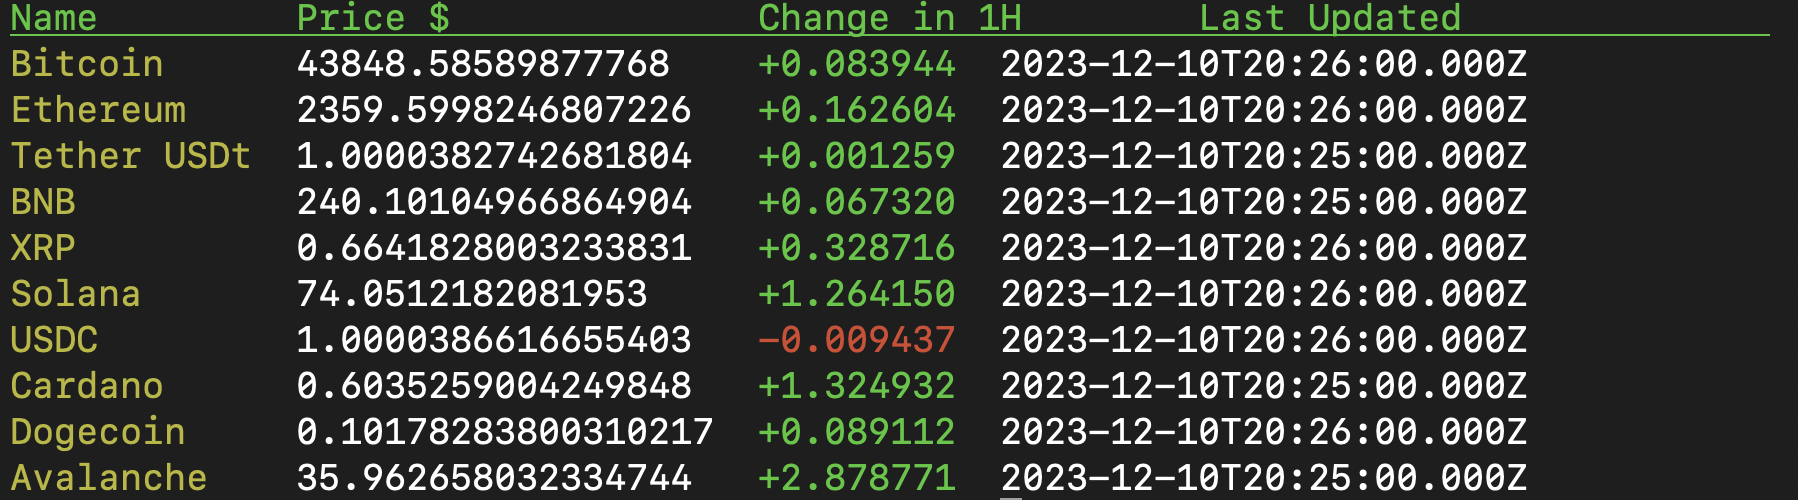 Name Price $ Change in 1H Last Updated
Bitcoin 43848.58589877768 +0.083944 2023-12-10T20:26:00.000Z
Ethereum 2359.5998246807226 +0.162604 2023-12-10T20:26:00.000Z
Tether USDt 1.0000382742681804 +0.001259 2023-12-10T20:25:00.000Z
BNB 240.10104966864904 +0.067320 2023-12-10T20:25:00.000Z
XRP 0.6641828003233831 +0.328716 2023-12-10T20:26:00.000Z
Solana 74.0512182081953 +1.264150 2023-12-10T20:26:00.000Z
USDC 1.0000386616655403 -0.009437 2023-12-10T20:26:00.000Z
Cardano 0.6035259004249848 +1.324932 2023-12-10T20:25:00.000Z
Dogecoin 0.10178283800310217 +0.089112 2023-12-10T20:26:00.000Z
Avalanche 35.962658032334744 +2.878771 2023-12-10T20:25:00.000Z